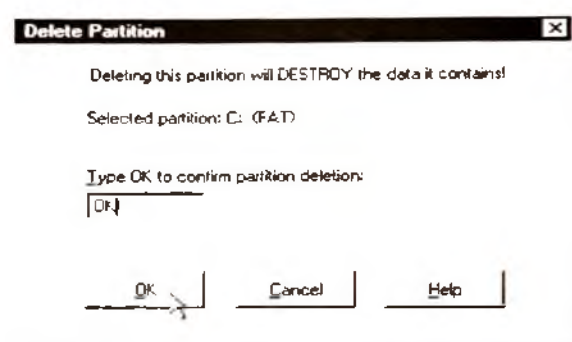 Delete Partition
Deleting this partition will DESTROY the data it contains!
Selected partition: C: (FAT)
Type OK to confirm partition deletion:
OK
OK Cancel Help